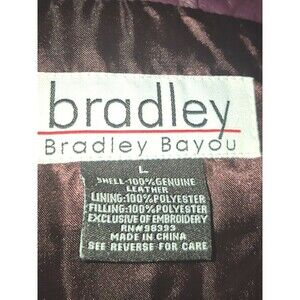 bradley
Bradley Bayou
L
SHELL:100%GENUINE
LEATHER
LINING:100%POLYESTER
FILLING:100%POLYESTER
EXCLUSIVE OF EMBROIDERY
RN#98393
MADE IN CHINA
SEE REVERSE FOR CARE